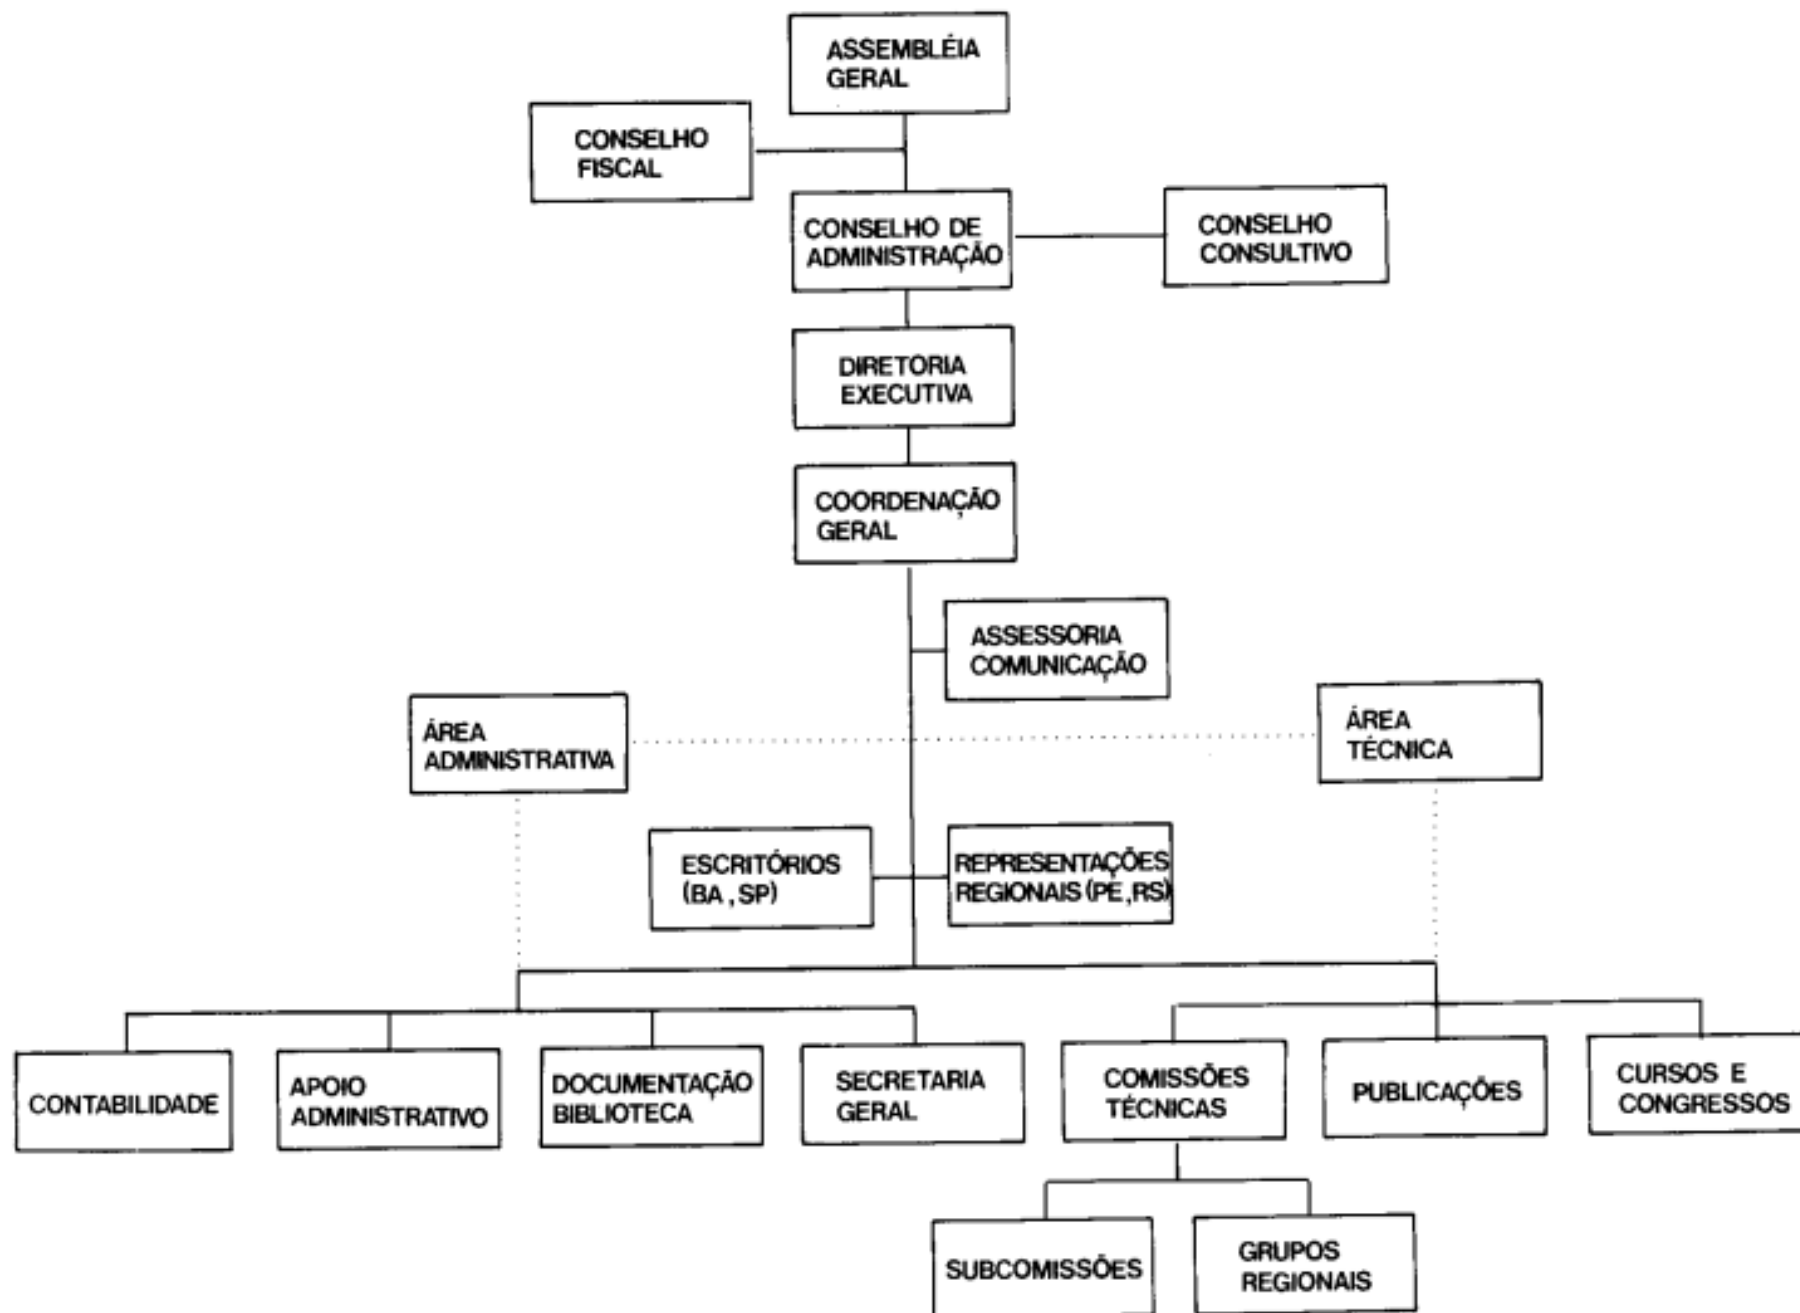 ASSEMBLÉIA
GERAL
CONSELHO
FISCAL
CONSELHO DE
ADMINISTRAÇÃO
CONSELHO
CONSULTIVO
DIRETORIA
EXECUTIVA
COORDENAÇÃO
GERAL
ASSESSORIA
COMUNICAÇÃO
ÁREA
ADMINISTRATIVA
ÁREA
TÉCNICA
ESCRITÓRIOS
(BA, SP)
REPRESENTAÇÕES
REGIONAIS (PE, RS)
CONTABILIDADE
APOIO
ADMINISTRATIVO
DOCUMENTAÇÃO
BIBLIOTECA
SECRETARIA
GERAL
COMISSÕES
TÉCNICAS
PUBLICAÇÕES
CURSOS E
CONGRESSOS
SUBCOMISSÕES
GRUPOS
REGIONAIS